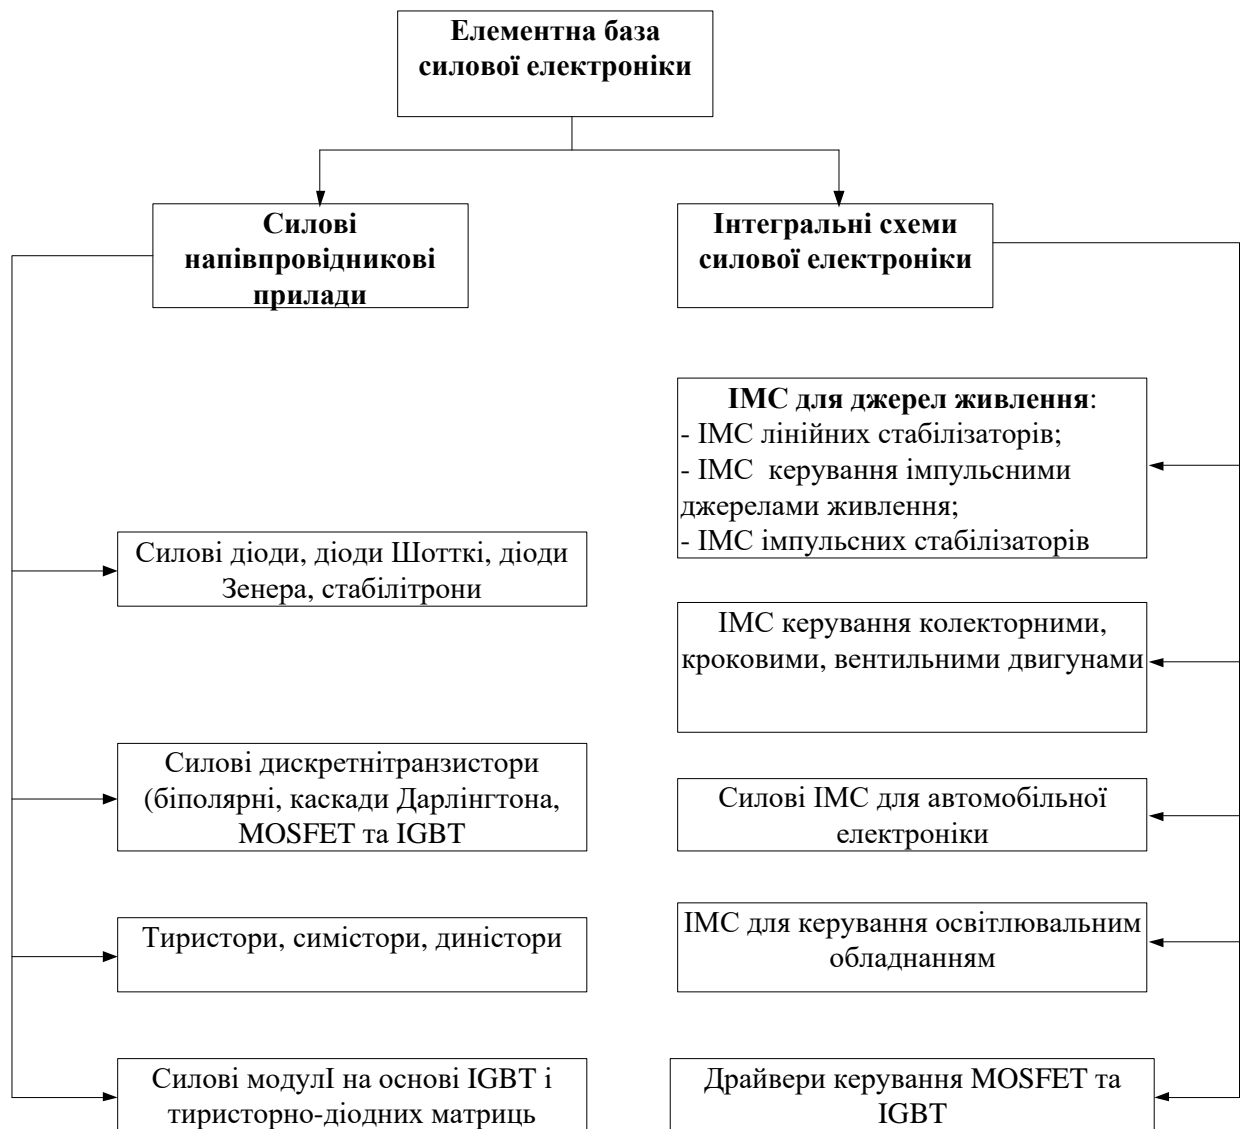 Елементна база
силової електроніки
Силові
напівпровідникові
прилади
Інтегральні схеми
силової електроніки
ІМС для джерел живлення:
- ІМС лінійних стабілізаторів;
- ІМС керування імпульсними
джерелами живлення;
- ІМС імпульсних стабілізаторів
Силові діоди, діоди Шотткі, діоди
Зенера, стабілітрони
ІМС керування колекторними,
кроковими, вентильними двигунами
Силові дискретнітранзистори
(біполярні, каскади Дарлінгтона,
MOSFET та IGBT
Силові ІМС для автомобільної
електроніки
Тиристори, симістори, диністори
ІМС для керування освітлювальним
обладнанням
Силові модулІ на основі IGBT і
тиристорно-діодних матриць
Драйвери керування MOSFET та
IGBT